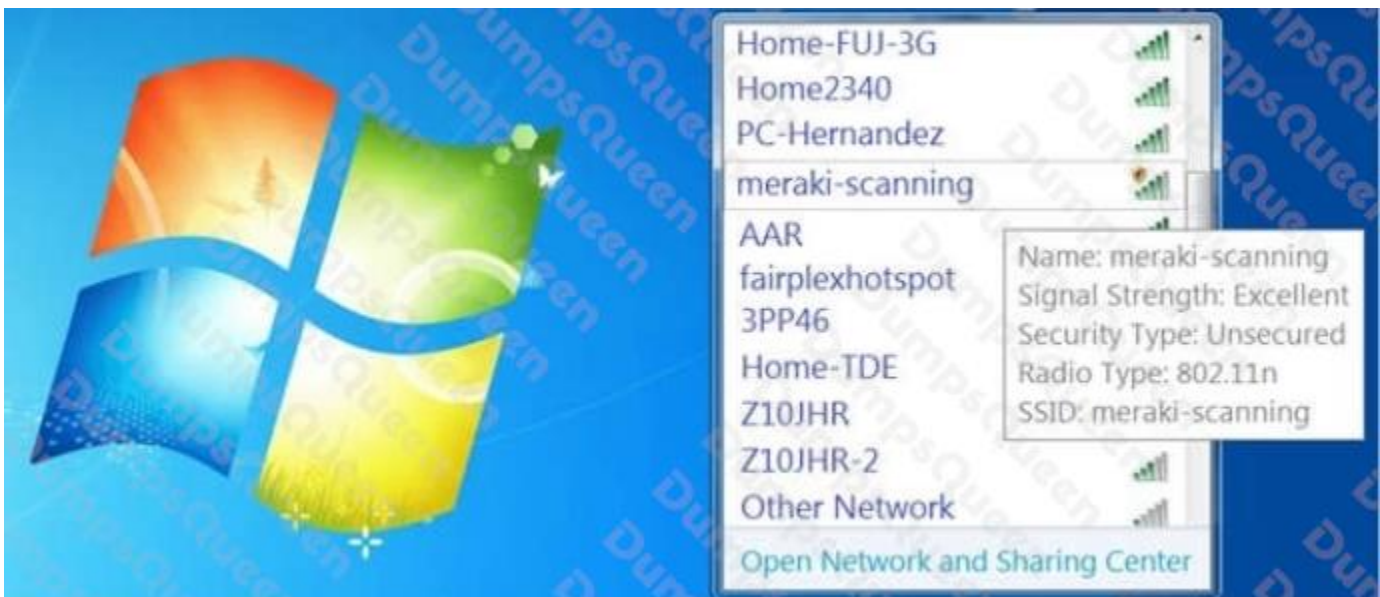 Home-FUJ-3G
Home2340
PC-Hernandez
meraki-scanning
AAR
fairplexhotspot
3PP46
Home-TDE
Z10JHR
Z10JHR-2
Other Network
Open Network and Sharing Center
Name: meraki-scanning
Signal Strength: Excellent
Security Type: Unsecured
Radio Type: 802.11n
SSID: meraki-scanning
DumpsQueen